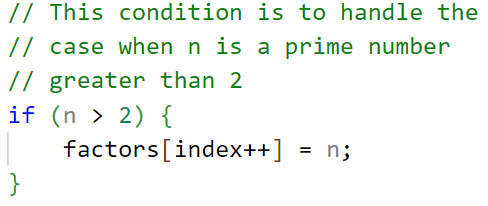 // This condition is to handle the
// case when n is a prime number
// greater than 2
if (n > 2) {
    factors[index++] = n;
}